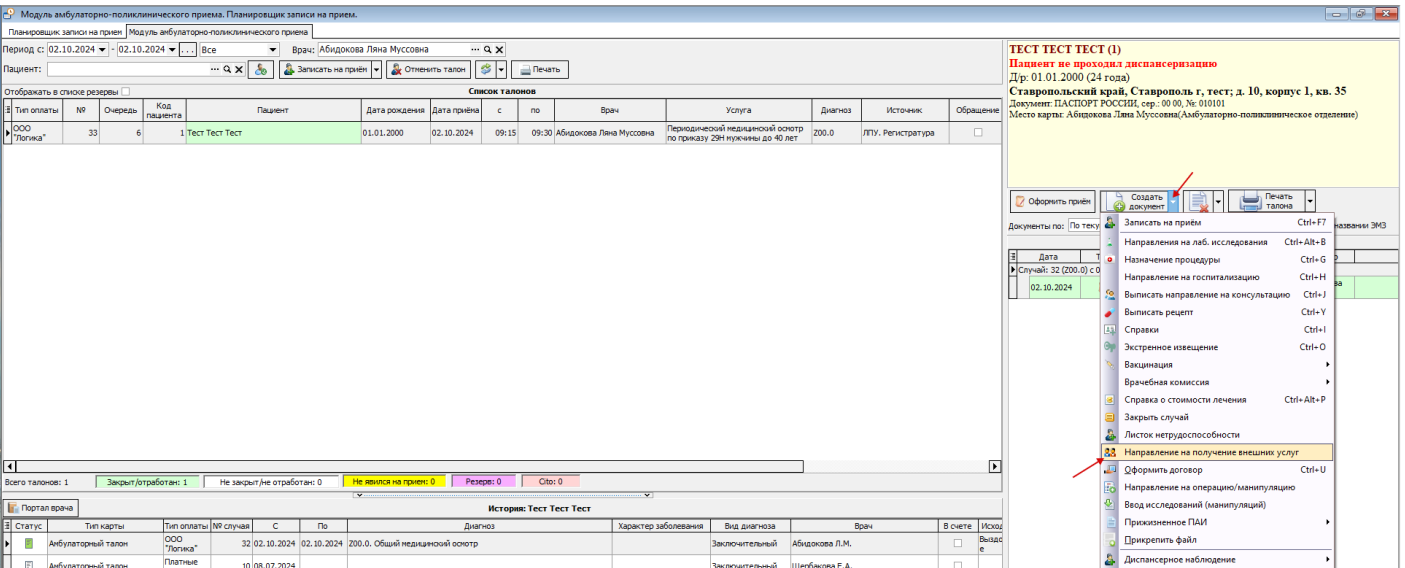 Модуль амбулаторно-поликлинического приема. Планировщик записи на прием.
Планировщик записи на прием Модуль амбулаторно-поликлинического приема
Период с: 02.10.2024 - 02.10.2024 ... Все Врач: Абидокова Ляна Муссовна
Пациент: Записать на приём Отменить талон Печать
Отображать в списке резервы Список талонов
Тип оплаты № Очередь Код пациента Пациент Дата рождения Дата приёма с по Врач Услуга Диагноз Источник Обращение
ООО "Логика" 33 6 1 Тест Тест Тест 01.01.2000 02.10.2024 09:15 09:30 Абидокова Ляна Муссовна Периодический медицинский осмотр по приказу 29Н мужчины до 40 лет Z00.0 ЛПУ. Регистратура
Всего талонов: 1 Закрыт/отработан: 1 Не закрыт/не отработан: 0 Не явился на прием: 0 Резерв: 0 Cito: 0
Портал врача История: Тест Тест Тест
Статус Тип карты Тип оплаты № случая С По Диагноз Характер заболевания Вид диагноза Врач В счете Исход
Амбулаторный талон ООО "Логика" 32 02.10.2024 02.10.2024 Z00.0. Общий медицинский осмотр Заключительный Абидокова Л.М. Выздо е
Амбулаторный талон Платные 10 08.07.2024 Заключительный Щербакова Е.А.
ТЕСТ ТЕСТ ТЕСТ (1)
Пациент не проходил диспансеризацию
Д/р: 01.01.2000 (24 года)
Ставропольский край, Ставрополь г, тест; д. 10, корпус 1, кв. 35
Документ: ПАСПОРТ РОССИИ, сер.: 00 00, №: 010101
Место карты: Абидокова Ляна Муссовна(Амбулаторно-поликлиническое отделение)
Оформить приём Создать документ Печать талона
Документы по: По теку названии ЭМЗ
Дата Т
Случай: 32 (Z00.0) с 0
02.10.2024 ва
Записать на приём Ctrl+F7
Направления на лаб. исследования Ctrl+Alt+B
Назначение процедуры Ctrl+G
Направление на госпитализацию Ctrl+H
Выписать направление на консультацию Ctrl+J
Выписать рецепт Ctrl+Y
Справки Ctrl+I
Экстренное извещение Ctrl+O
Вакцинация
Врачебная комиссия
Справка о стоимости лечения Ctrl+Alt+P
Закрыть случай
Листок нетрудоспособности
Направление на получение внешних услуг
Оформить договор Ctrl+U
Направление на операцию/манипуляцию
Ввод исследований (манипуляций)
Прижизненное ПАИ
Прикрепить файл
Диспансерное наблюдение